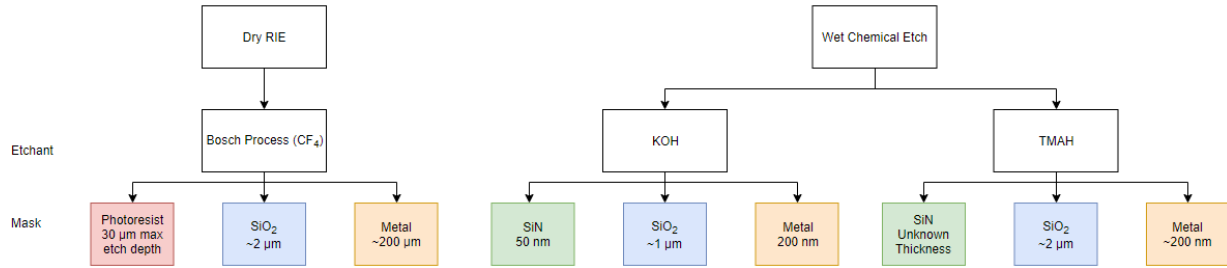 Dry RIE
Wet Chemical Etch
Etchant
Bosch Process (CF₄)
KOH
TMAH
Mask
Photoresist
30 µm max
etch depth
SiO₂
~2 µm
Metal
~200 µm
SiN
50 nm
SiO₂
~1 µm
Metal
200 nm
SiN
Unknown
Thickness
SiO₂
~2 µm
Metal
~200 nm